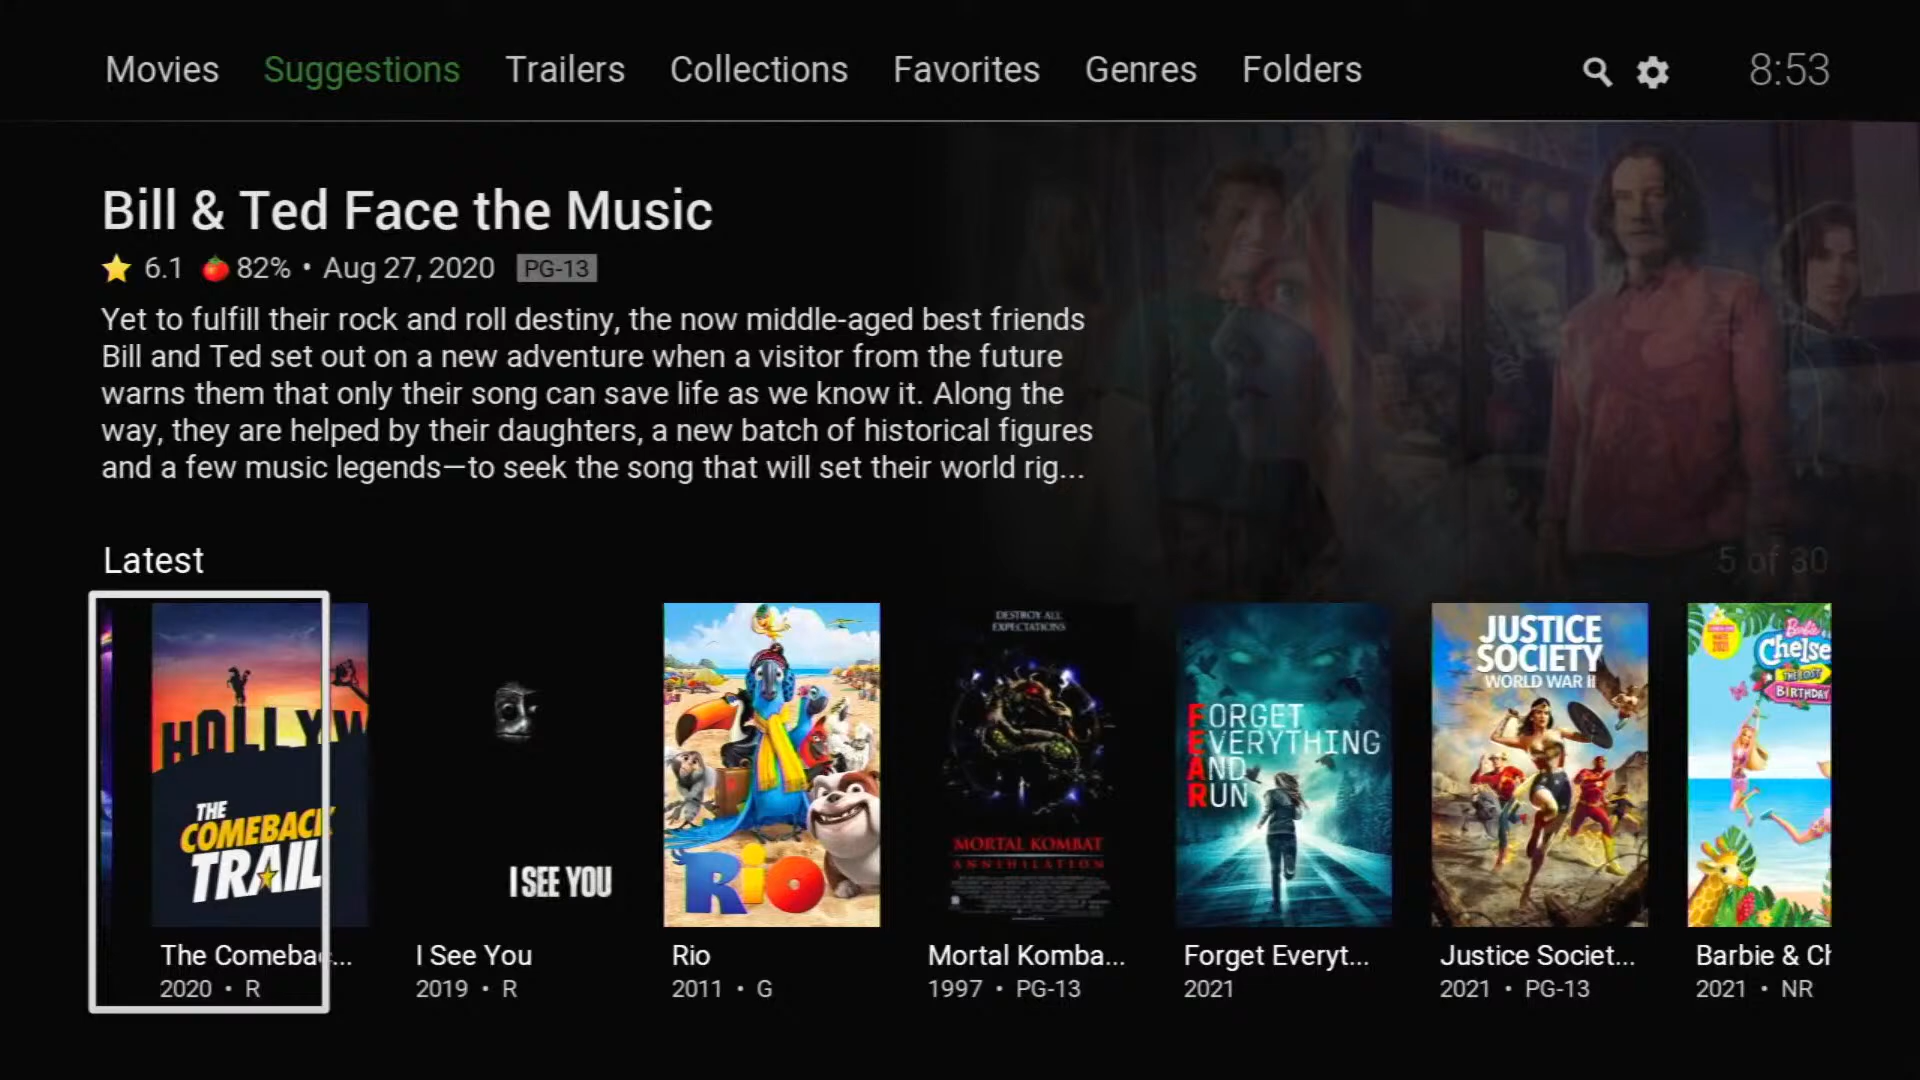 Movies Suggestions Trailers Collections Favorites Genres Folders 8:53
Bill & Ted Face the Music
6.1 82% • Aug 27, 2020 PG-13
Yet to fulfill their rock and roll destiny, the now middle-aged best friends
Bill and Ted set out on a new adventure when a visitor from the future
warns them that only their song can save life as we know it. Along the
way, they are helped by their daughters, a new batch of historical figures
and a few music legends—to seek the song that will set their world rig...
Latest
5 of 30
HOLLYW
THE
COMEBACK
TRAIL
I SEE YOU
RIO
DESTROY ALL
EXPECTATIONS
MORTAL KOMBAT
ANNIHILATION
FORGET
EVERYTHING
AND
RUN
JUSTICE
SOCIETY
WORLD WAR II
Barbie &
Chelse
THE LOST
BIRTHDAY
The Comebac...
2020 • R
I See You
2019 • R
Rio
2011 • G
Mortal Komba...
1997 • PG-13
Forget Everyt...
2021
Justice Societ...
2021 • PG-13
Barbie & Ch
2021 • NR